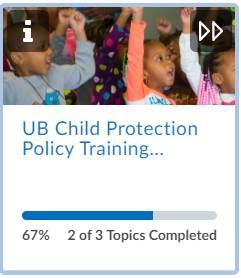 UB Child Protection
Policy Training...
67% 2 of 3 Topics Completed